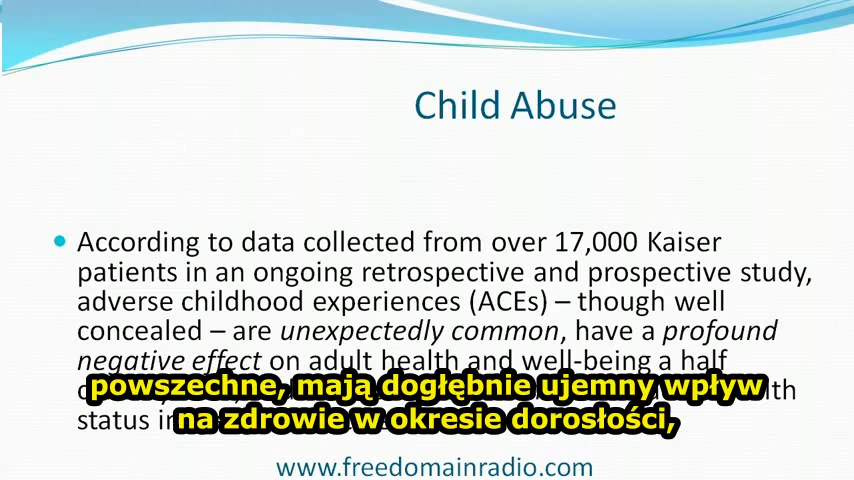 Child Abuse
According to data collected from over 17,000 Kaiser
patients in an ongoing retrospective and prospective study,
adverse childhood experiences (ACEs) – though well
concealed – are unexpectedly common, have a profound
negative effect on adult health and well-being a half
powszechne, mają dogłębnie ujemny wpływ
status in
na zdrowie w okresie dorosłości,
www.freedomainradio.com